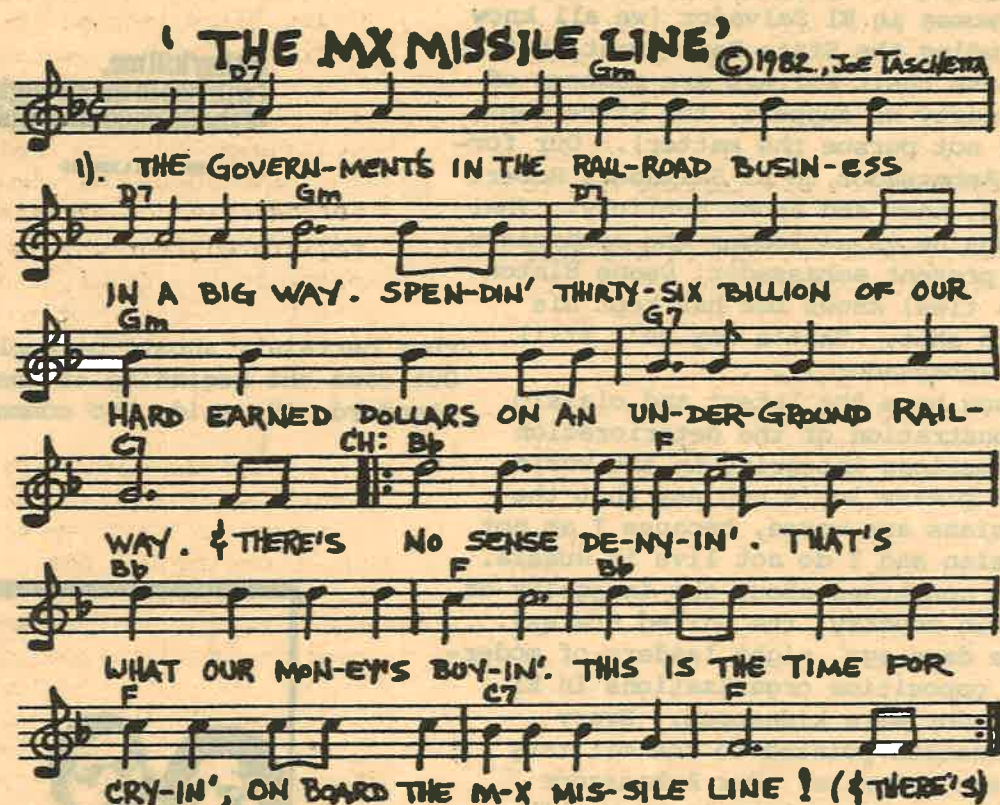 'THE MX MISSILE LINE'
©1982, JOE TASCHETTA
D7 Gm
1). THE GOVERN-MENT'S IN THE RAIL-ROAD BUSIN-ESS
D7 Gm D7
IN A BIG WAY. SPEN-DIN' THIRTY-SIX BILLION OF OUR
Gm G7
HARD EARNED DOLLARS ON AN UN-DER-GROUND RAIL-
C7 CH: Bb F
WAY. & THERE'S NO SENSE DE-NY-IN'. THAT'S
Bb F Bb
WHAT OUR MON-EY'S BUY-IN'. THIS IS THE TIME FOR
F C7 F
CRY-IN', ON BOARD THE M-X MIS-SILE LINE! (& THERE'S)